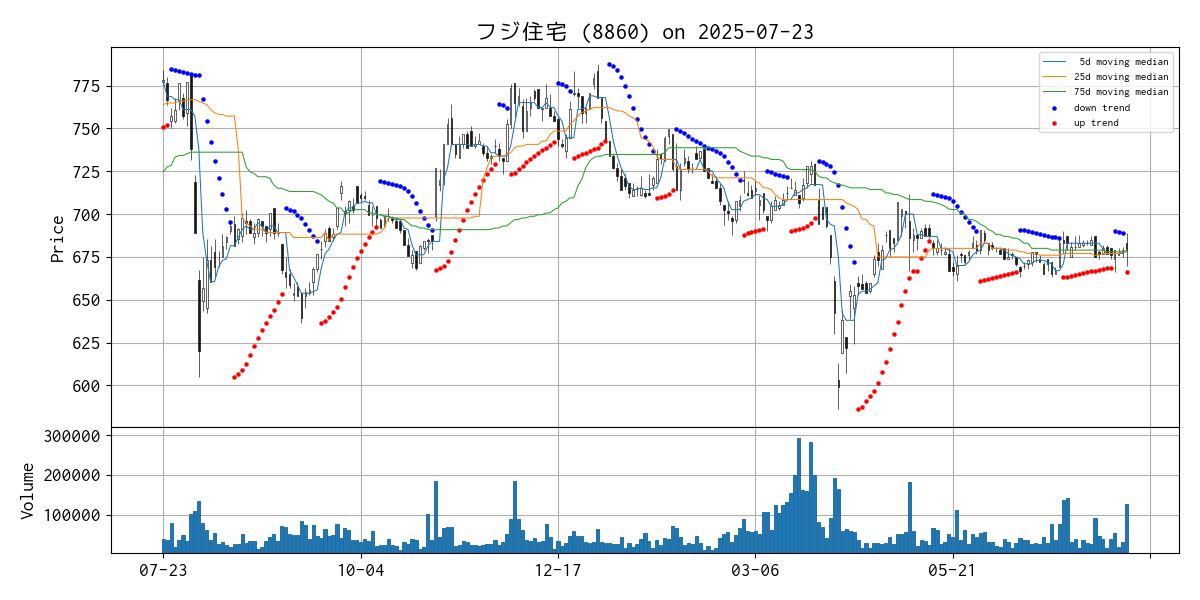 フジ住宅 (8860) on 2025-07-23
5d moving median
25d moving median
75d moving median
down trend
up trend
Price
775
750
725
700
675
650
625
600
Volume
300000
200000
100000
07-23
10-04
12-17
03-06
05-21